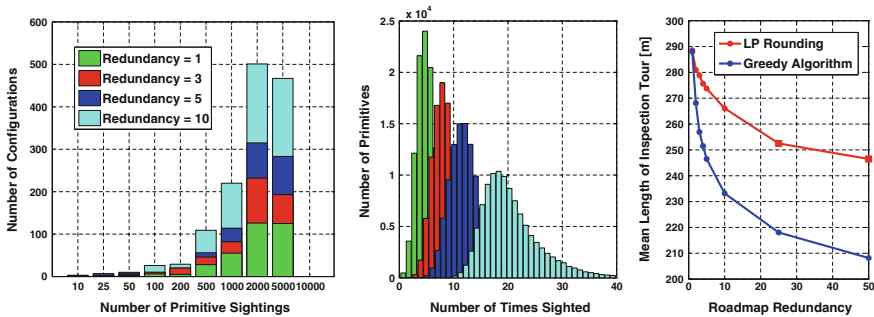 600
500
400
300
200
100
0
Number of Configurations
Redundancy = 1
Redundancy = 3
Redundancy = 5
Redundancy = 10
10 25 50 100 200 500 1000 2000 5000 10000
Number of Primitive Sightings
x 10^4
2.5
2
1.5
1
0.5
0
Number of Primitives
0 10 20 30 40
Number of Times Sighted
300
290
280
270
260
250
240
230
220
210
200
Mean Length of Inspection Tour [m]
LP Rounding
Greedy Algorithm
0 10 20 30 40 50
Roadmap Redundancy